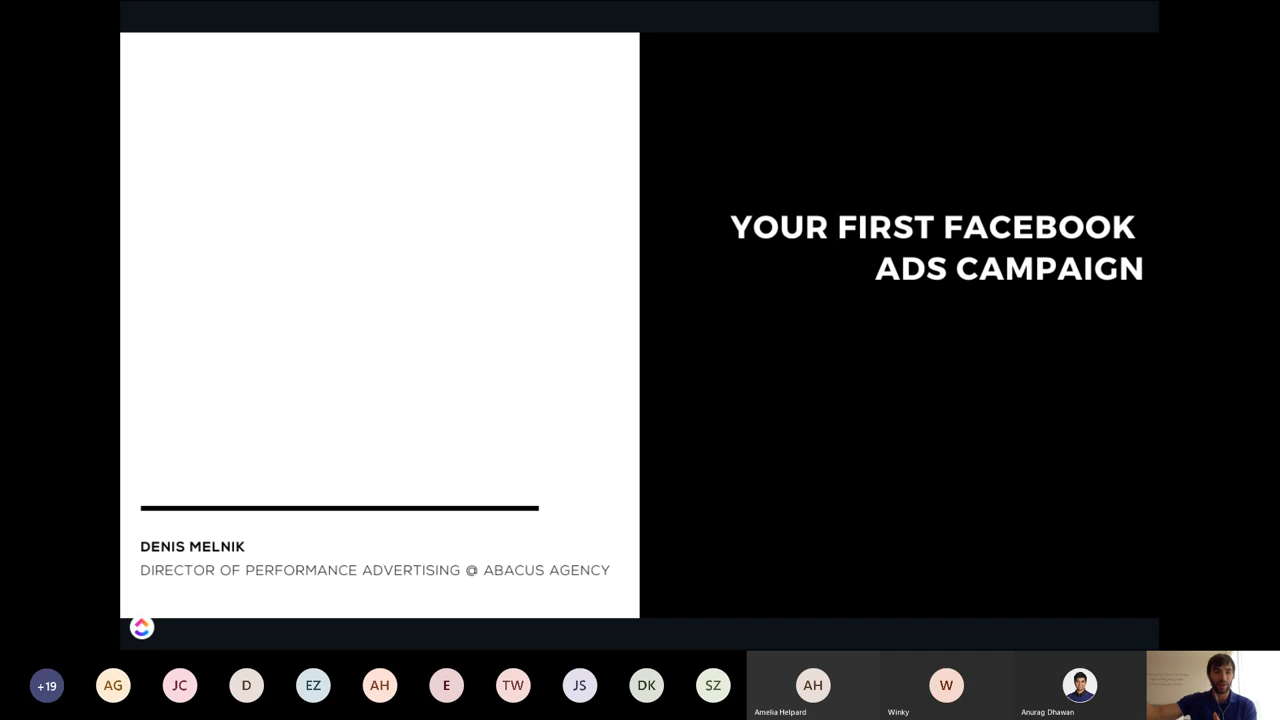 YOUR FIRST FACEBOOK
ADS CAMPAIGN
DENIS MELNIK
DIRECTOR OF PERFORMANCE ADVERTISING @ ABACUS AGENCY
+19
AG
JC
D
EZ
AH
E
TW
JS
DK
SZ
AH
W
Amelia Helpard
Winky
Anurag Dhawan